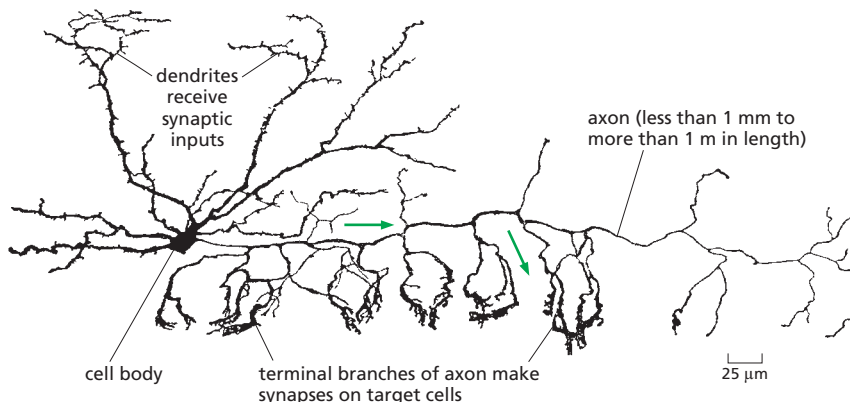 dendrites
receive
synaptic
inputs
axon (less than 1 mm to
more than 1 m in length)
cell body
terminal branches of axon make
synapses on target cells
25 μm